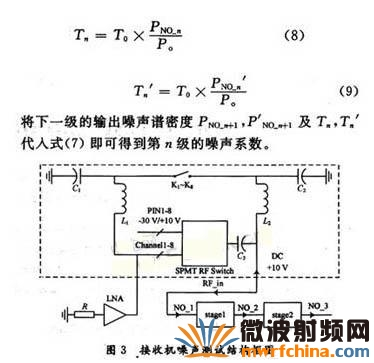 Tₙ = T₀ × P_NO_n / Pₒ (8)
Tₙ′ = T₀ × P_NO_n′ / Pₒ (9)
将下一级的输出噪声谱密度 P_NO_n+1, P′_NO_n+1 及 Tₙ, Tₙ′
代入式(7)即可得到第 n 级的噪声系数。
C₁
K₁~K₈
C₂
L₁
PIN1-8
-30 V/+10 V
Channel1-8
SPMT RF Switch
C₃
L₂
DC
+10 V
RF_in
R
LNA
NO_1
stage1
NO_2
stage2
NO_3
图 3 接收机噪声测试结构
微波射频网
www.mwrfchina.com